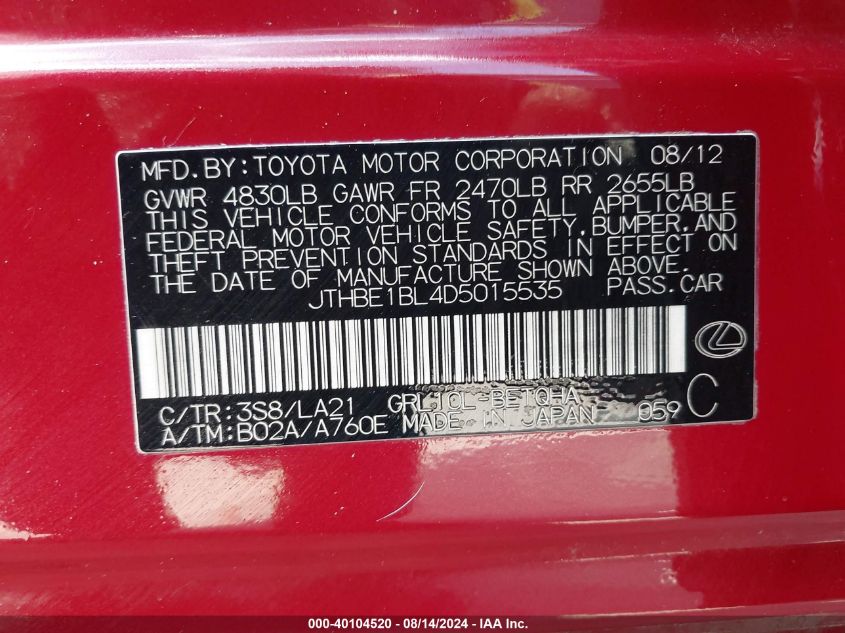 MFD.BY:TOYOTA MOTOR CORPORATION 08/12
GVWR 4830LB GAWR FR 2470LB RR 2655LB
THIS VEHICLE CONFORMS TO ALL APPLICABLE
FEDERAL MOTOR VEHICLE SAFETY,BUMPER,AND
THEFT PREVENTION STANDARDS IN EFFECT ON
THE DATE OF MANUFACTURE SHOWN ABOVE.
JTHBE1BL4D5015535 PASS.CAR
C/TR:3S8/LA21 GRL10L-BETQHA
A/TM:B02A/A760E MADE IN JAPAN 059 C
000-40104520 - 08/14/2024 - IAA Inc.